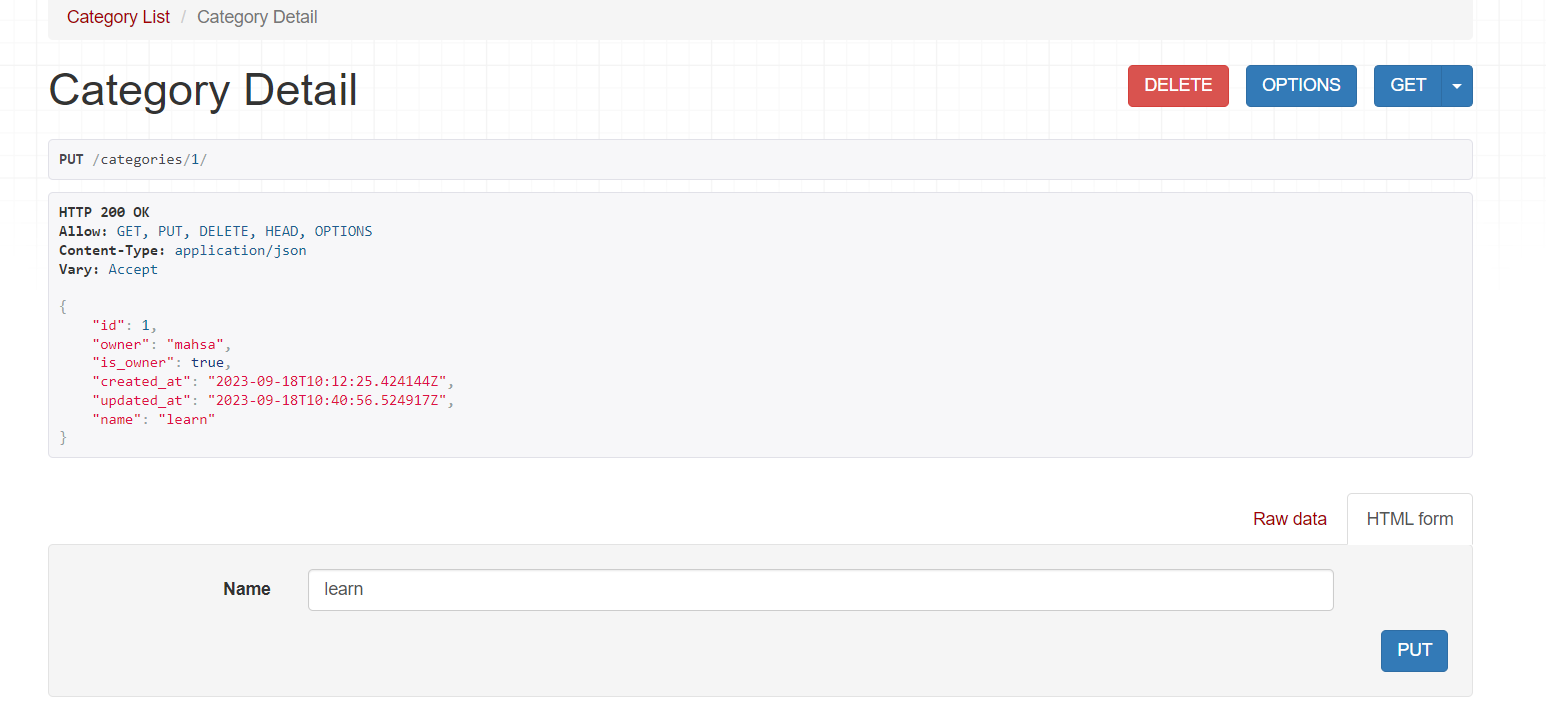 Category List / Category Detail
Category Detail
DELETE OPTIONS GET
PUT /categories/1/
HTTP 200 OK
Allow: GET, PUT, DELETE, HEAD, OPTIONS
Content-Type: application/json
Vary: Accept
{
    "id": 1,
    "owner": "mahsa",
    "is_owner": true,
    "created_at": "2023-09-18T10:12:25.424144Z",
    "updated_at": "2023-09-18T10:40:56.524917Z",
    "name": "learn"
}
Raw data HTML form
Name learn
PUT